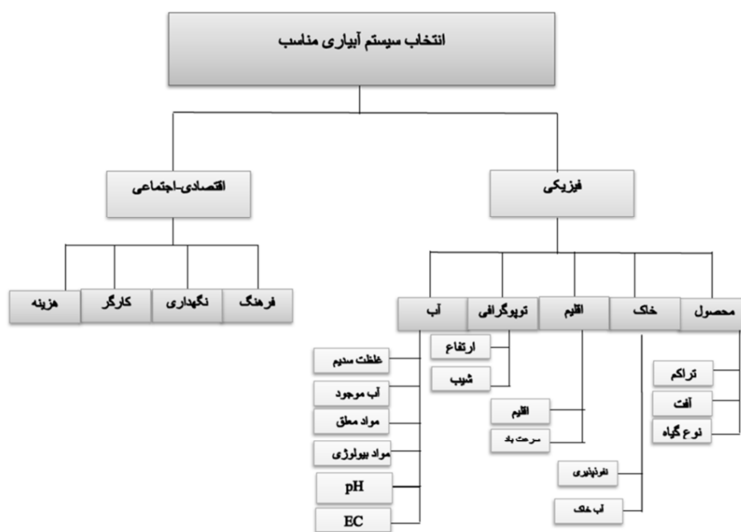 انتخاب سیستم آبیاری مناسب
فیزیکی
اقتصادی-اجتماعی
محصول
خاک
اقلیم
توپوگرافی
آب
فرهنگ
نگهداری
کارگر
هزینه
تراکم
آفت
نوع گیاه
نفوذپذیری
آب خاک
اقلیم
سرعت باد
ارتفاع
شیب
غلظت سدیم
آب موجود
مواد معلق
مواد بیولوژی
pH
EC